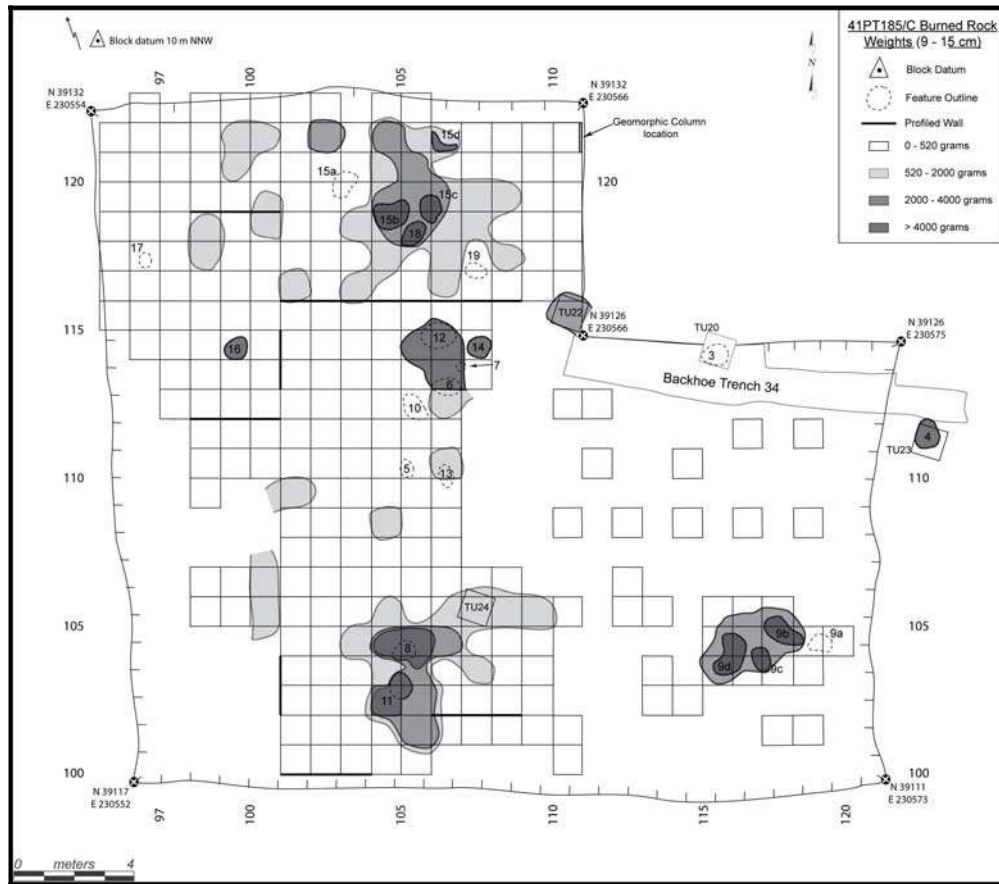 Block datum 10 m NNW
41PT185/C Burned Rock
Weights (9 - 15 cm)
Block Datum
Feature Outline
Profiled Wall
0 - 520 grams
520 - 2000 grams
2000 - 4000 grams
> 4000 grams
N
97
100
105
110
N 39132
E 230554
N 39132
E 230566
Geomorphic Column
location
120
120
15a
15b
15c
15d
18
17
19
115
TU22
N 39126
E 230566
TU20
3
N 39126
E 230575
Backhoe Trench 34
16
12
14
7
6
10
4
TU23
110
5
13
110
105
TU24
8
11
105
9a
9b
9c
9d
100
100
N 39117
E 230552
N 39111
E 230573
97
100
105
110
115
120
0 meters 4